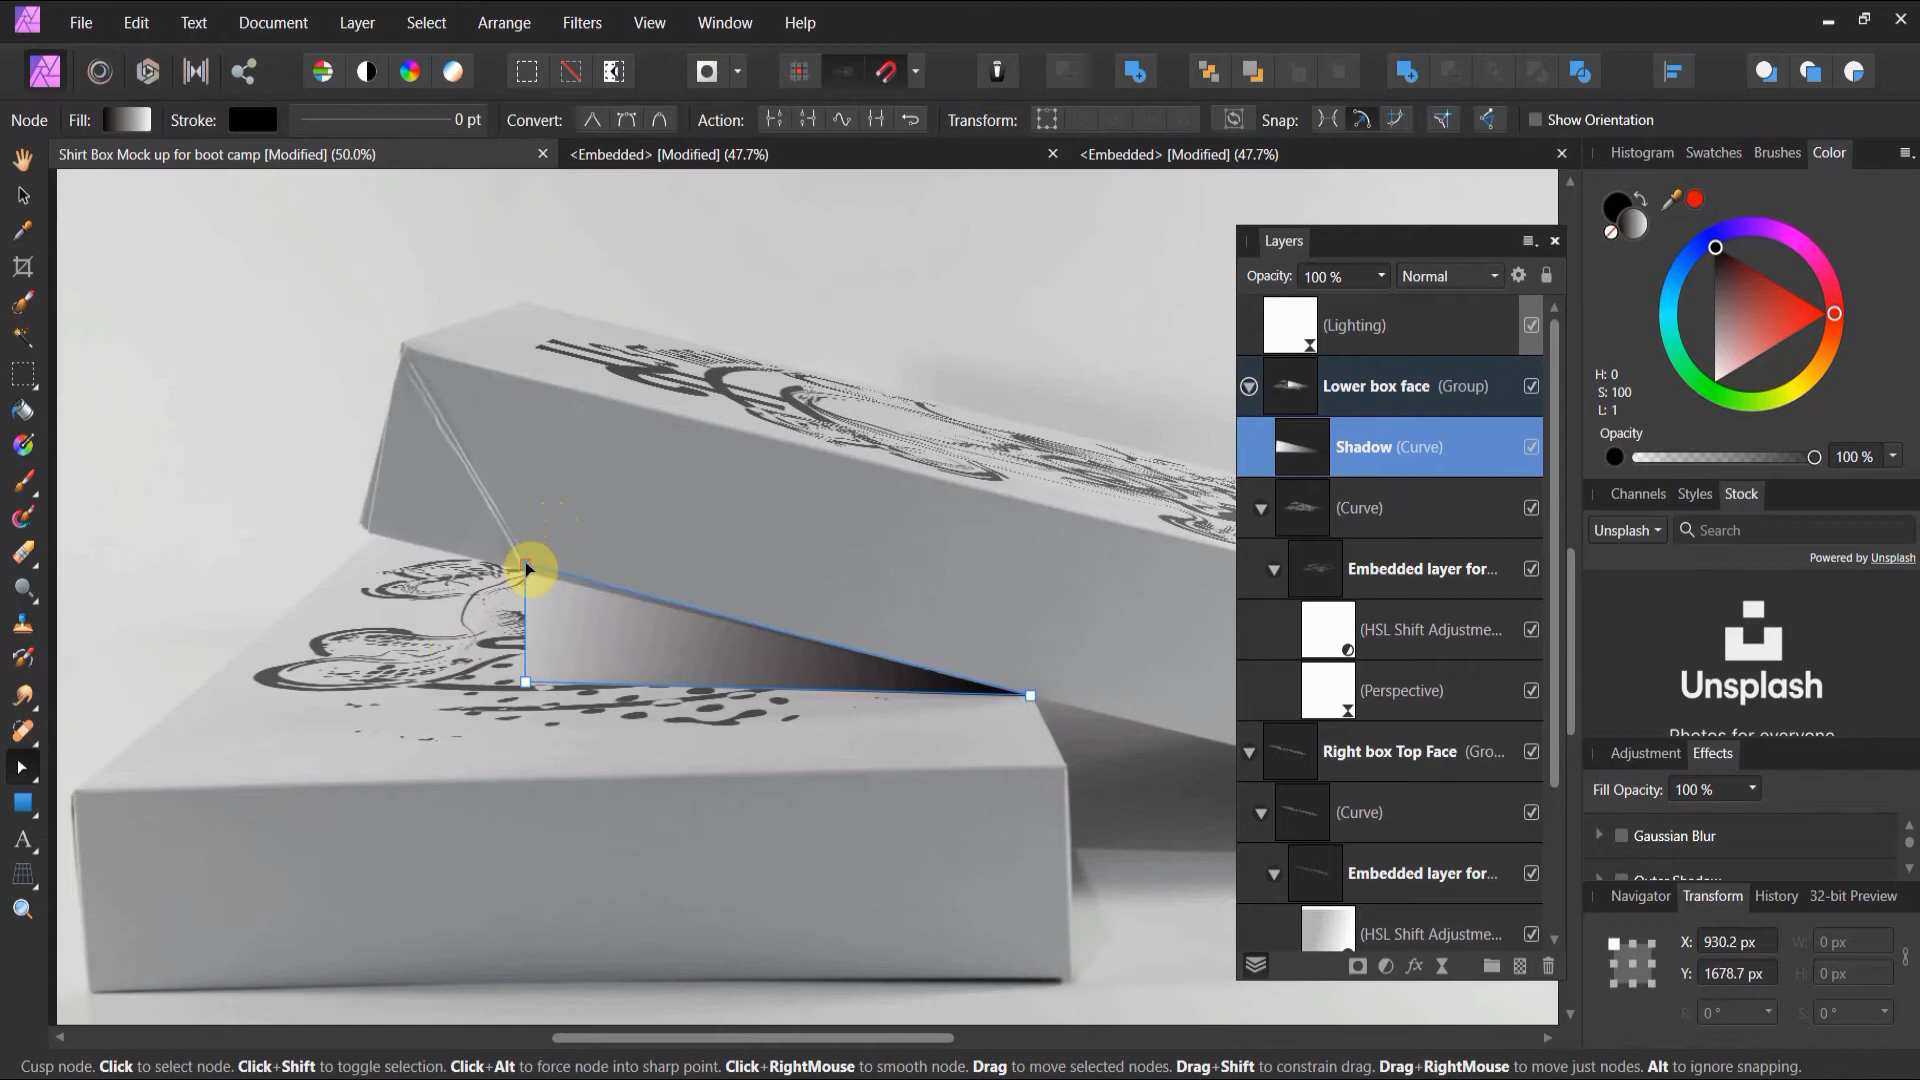 File Edit Text Document Layer Select Arrange Filters View Window Help
Node Fill: Stroke: 0 pt Convert: Action: Transform: Snap: Show Orientation
Shirt Box Mock up for boot camp [Modified] (50.0%) <Embedded> [Modified] (47.7%) <Embedded> [Modified] (47.7%)
Histogram Swatches Brushes Color
Layers
Opacity: 100 % Normal
(Lighting)
Lower box face (Group)
Shadow (Curve)
(Curve)
Embedded layer for...
(HSL Shift Adjustme...
(Perspective)
Right box Top Face (Gro...
(Curve)
Embedded layer for...
(HSL Shift Adjustme...
H: 0
S: 100
L: 1
Opacity
100 %
Channels Styles Stock
Unsplash Search
Powered by Unsplash
Unsplash
Photos for everyone
Adjustment Effects
Fill Opacity: 100 %
Gaussian Blur
Outer Shadow
Navigator Transform History 32-bit Preview
X: 930.2 px W: 0 px
Y: 1678.7 px H: 0 px
R: 0 ° S: 0 °
Cusp node. Click to select node. Click+Shift to toggle selection. Click+Alt to force node into sharp point. Click+RightMouse to smooth node. Drag to move selected nodes. Drag+Shift to constrain drag. Drag+RightMouse to move just nodes. Alt to ignore snapping.